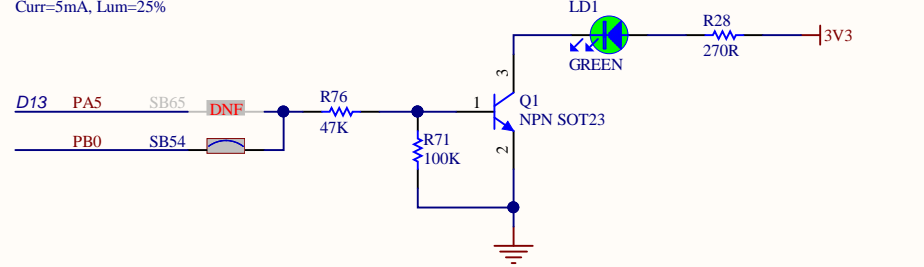 Curr=5mA, Lum=25%
LD1
GREEN
R28
270R
3V3
D13 PA5 SB65 DNF
R76
47K
PB0 SB54
R71
100K
1
3
2
Q1
NPN SOT23